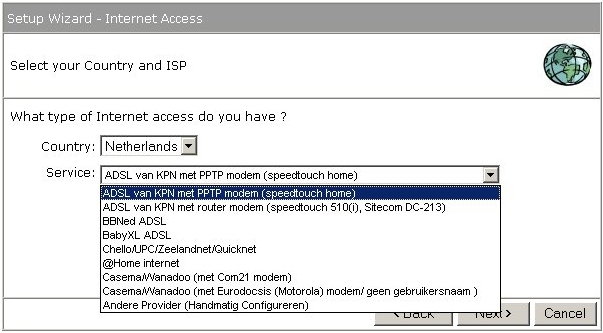 Setup Wizard - Internet Access
Select your Country and ISP
What type of Internet access do you have ?
Country: Netherlands
Service: ADSL van KPN met PPTP modem (speedtouch home)
ADSL van KPN met PPTP modem (speedtouch home)
ADSL van KPN met router modem (speedtouch 510(i), Sitecom DC-213)
BBNed ADSL
BabyXL ADSL
Chello/UPC/Zeelandnet/Quicknet
@Home internet
Casema/Wanadoo (met Com21 modem)
Casema/Wanadoo (met Eurodocsis (Motorola) modem/ geen gebruikersnaam )
Andere Provider (Handmatig Configureren)
< Back Next > Cancel